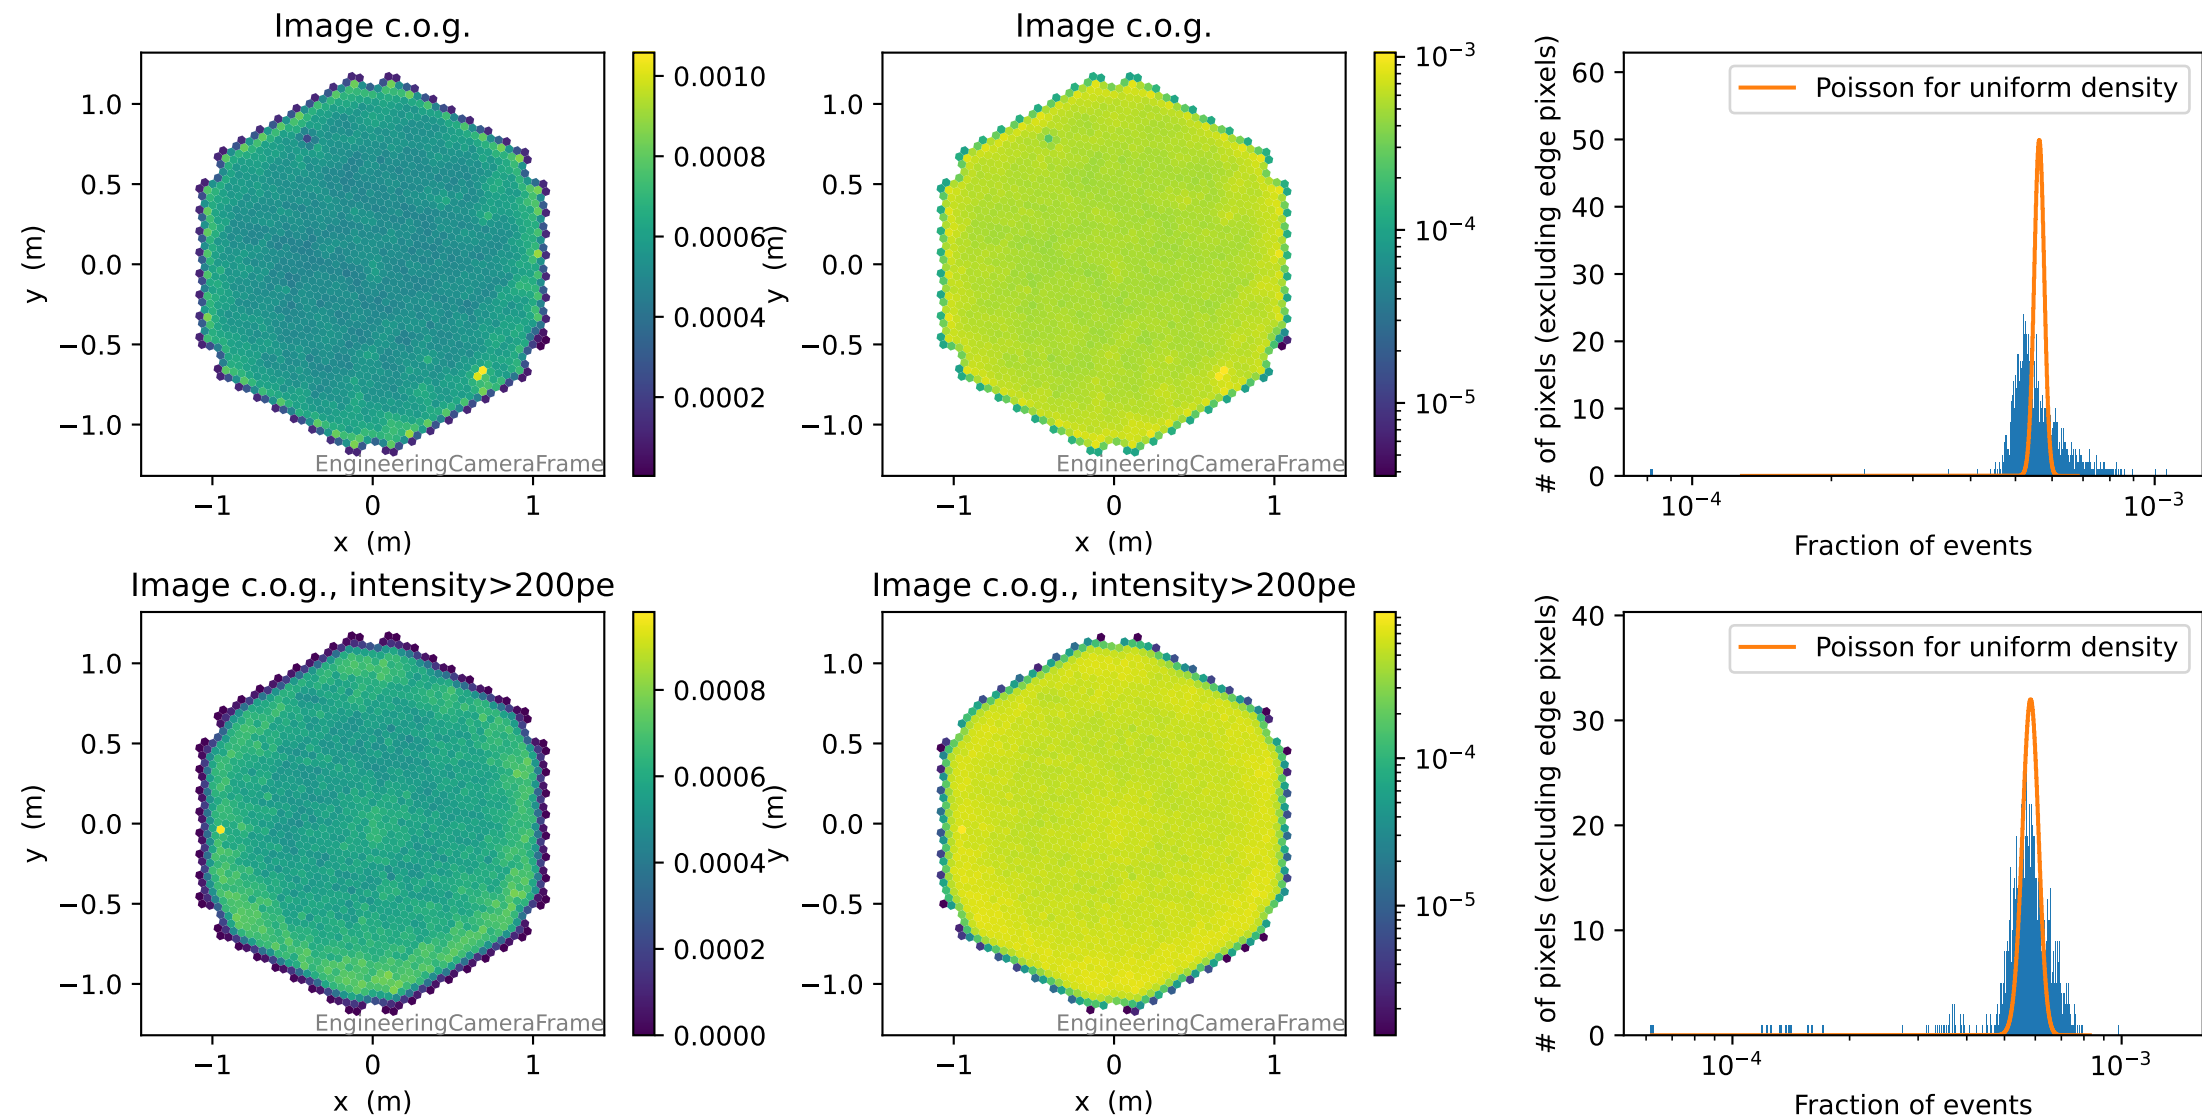 Image c.o.g.
y (m)
1.0
0.5
0.0
−0.5
−1.0
−1 0 1
x (m)
EngineeringCameraFrame
0.0010
0.0008
0.0006
0.0004
0.0002
Image c.o.g.
y (m)
1.0
0.5
0.0
−0.5
−1.0
−1 0 1
x (m)
EngineeringCameraFrame
10⁻³
10⁻⁴
10⁻⁵
# of pixels (excluding edge pixels)
60
50
40
30
20
10
0
Poisson for uniform density
10⁻⁴ 10⁻³
Fraction of events
Image c.o.g., intensity>200pe
y (m)
1.0
0.5
0.0
−0.5
−1.0
−1 0 1
x (m)
EngineeringCameraFrame
0.0008
0.0006
0.0004
0.0002
0.0000
Image c.o.g., intensity>200pe
y (m)
1.0
0.5
0.0
−0.5
−1.0
−1 0 1
x (m)
EngineeringCameraFrame
10⁻⁴
10⁻⁵
# of pixels (excluding edge pixels)
40
30
20
10
0
Poisson for uniform density
10⁻⁴ 10⁻³
Fraction of events